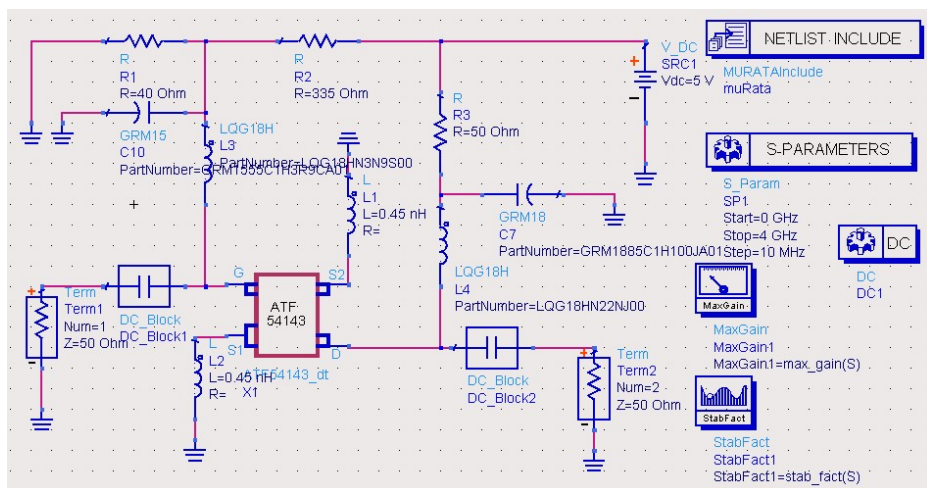 R
R1
R=40 Ohm
R
R2
R=335 Ohm
V_DC
SRC1
Vdc=5 V
+
-
NETLIST INCLUDE
MURATAInclude
muRata
GRM15
C10
PartNumber=GRM1555C1H3R9CA01
LQG18H
L3
PartNumber=LQG18HN3N9S00
R
R3
R=50 Ohm
L
L1
L=0.45 nH
R=
S-PARAMETERS
S_Param
SP1
Start=0 GHz
Stop=4 GHz
Step=10 MHz
GRM18
C7
PartNumber=GRM1885C1H100JA01
DC
DC
DC1
LQG18H
L4
PartNumber=LQG18HN22NJ00
MaxGain
MaxGain
MaxGain1
MaxGain1=max_gain(S)
+
Term
Term1
Num=1
Z=50 Ohm
-
DC_Block
DC_Block1
G
S2
ATF
54143
S1
D
ATF54143_dt
X1
L
L2
L=0.45 nH
R=
DC_Block
DC_Block2
+
Term
Term2
Num=2
Z=50 Ohm
-
StabFact
StabFact
StabFact1
StabFact1=stab_fact(S)